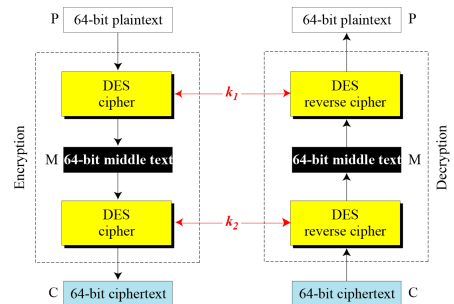 P 64-bit plaintext
DES
cipher
k1
M 64-bit middle text
DES
cipher
k2
C 64-bit ciphertext
Encryption
64-bit plaintext P
DES
reverse cipher
64-bit middle text M
DES
reverse cipher
64-bit ciphertext C
Decryption